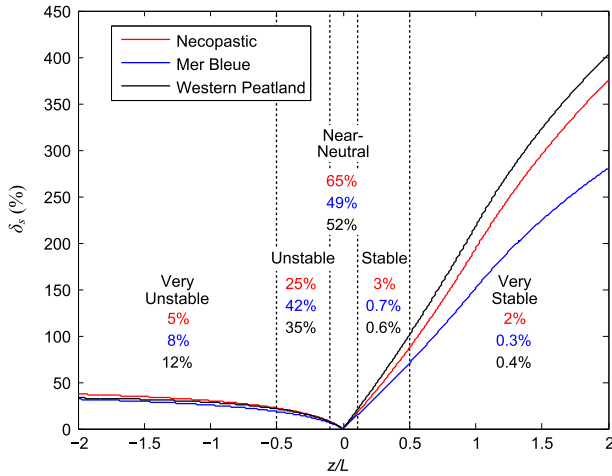 450
400
350
300
250
200
150
100
50
0
δs (%)
Necopastic
Mer Bleue
Western Peatland
Near-
Neutral
65%
49%
52%
Very
Unstable
5%
8%
12%
Unstable
25%
42%
35%
Stable
3%
0.7%
0.6%
Very
Stable
2%
0.3%
0.4%
−2 −1.5 −1 −0.5 0 0.5 1 1.5 2
z/L